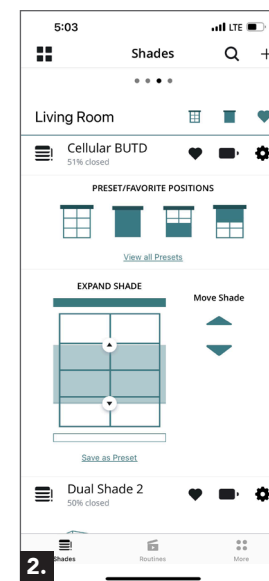 5:03 LTE
Shades
Living Room
Cellular BUTD
51% closed
PRESET/FAVORITE POSITIONS
View all Presets
EXPAND SHADE
Move Shade
Save as Preset
Dual Shade 2
50% closed
Shades Routines More
2.